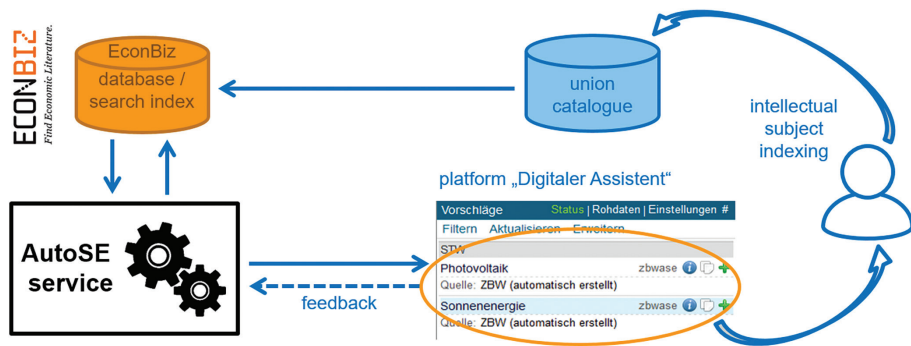 ECONBIZ
Find Economic Literature.
EconBiz
database /
search index
union
catalogue
intellectual
subject
indexing
platform „Digitaler Assistent“
Vorschläge Status | Rohdaten | Einstellungen #
Filtern Aktualisieren Erweitern
STW
Photovoltaik zbwase
Quelle: ZBW (automatisch erstellt)
Sonnenenergie zbwase
Quelle: ZBW (automatisch erstellt)
AutoSE
service
feedback